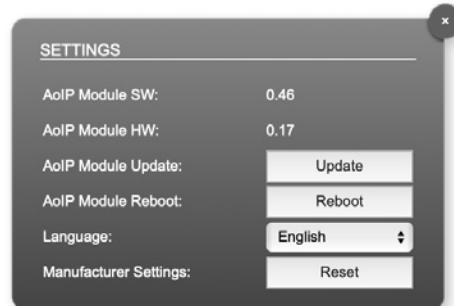 x
SETTINGS
AoIP Module SW: 0.46
AoIP Module HW: 0.17
AoIP Module Update: Update
AoIP Module Reboot: Reboot
Language: English
Manufacturer Settings: Reset